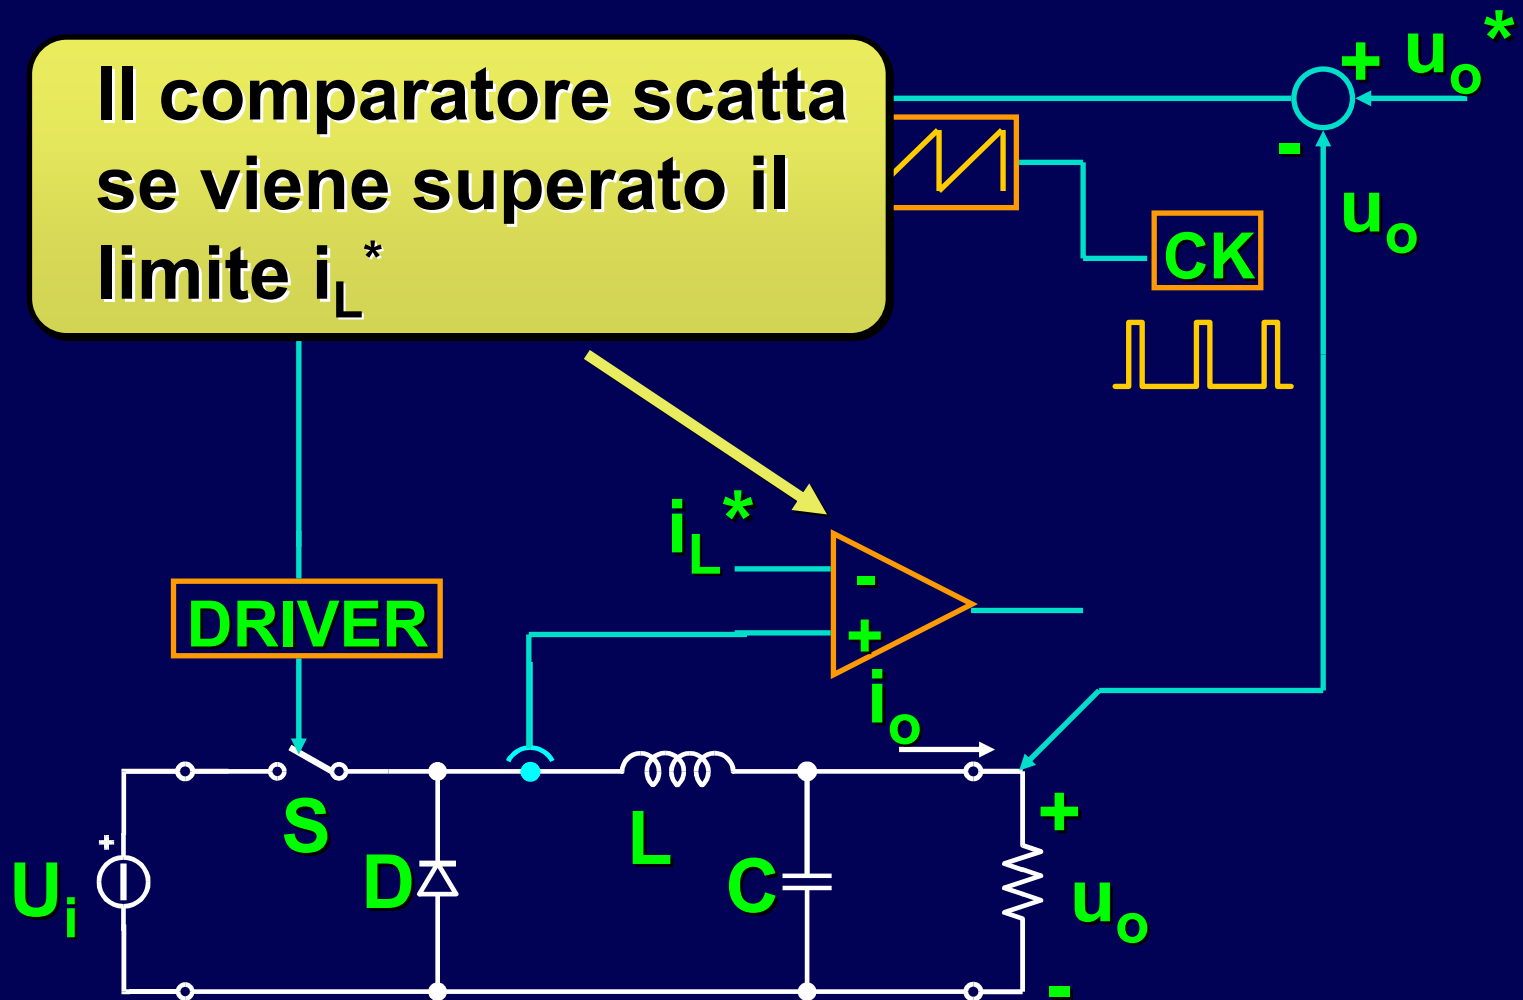 Il comparatore scatta
se viene superato il
limite iL*
+ uo*
-
uo
CK
iL*
-
+
DRIVER
io
S
L
+
+
D
C
Ui
uo
-